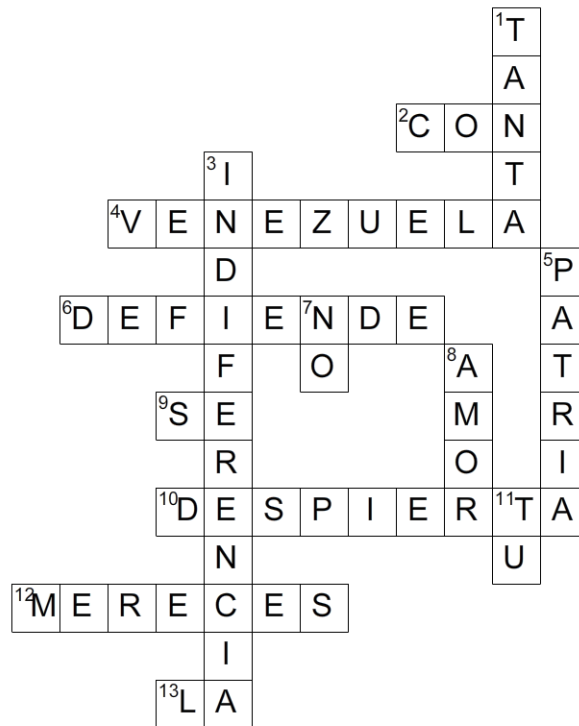 1T
A
2C O N
3I T
4V E N E Z U E L A
D 5P
6D E F I E 7N D E A
F O 8A T
9S E M R
R O I
10D E S P I E R 11T A
N U
12M E R E C E S
I
13L A